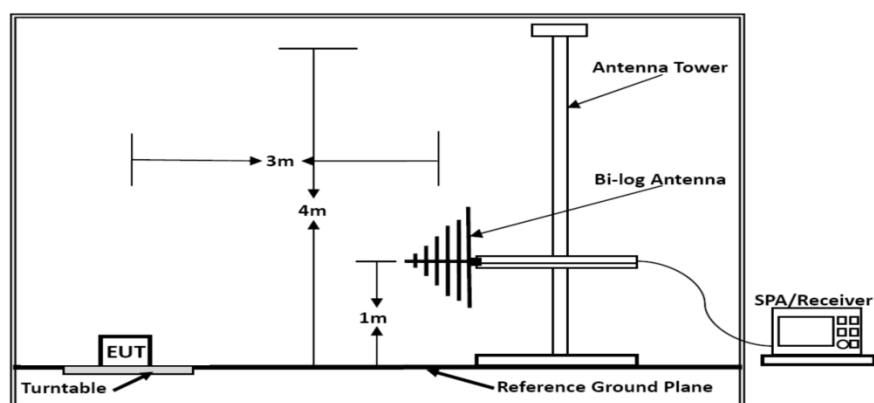 Antenna Tower
3m
Bi-log Antenna
4m
SPA/Receiver
1m
EUT
Turntable
Reference Ground Plane